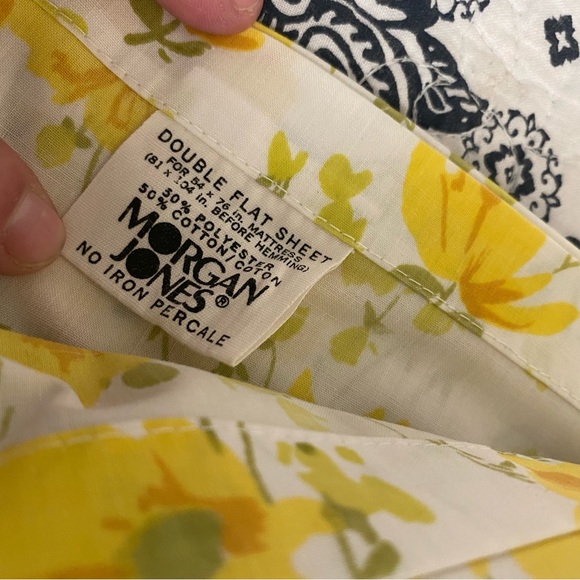 DOUBLE FLAT SHEET
FOR 54 x 76 in. MATTRESS
(81 x 104 in. BEFORE HEMMING)
50% POLYESTER
50% COTTON/COTON
MORGAN
JONES®
NO IRON PERCALE